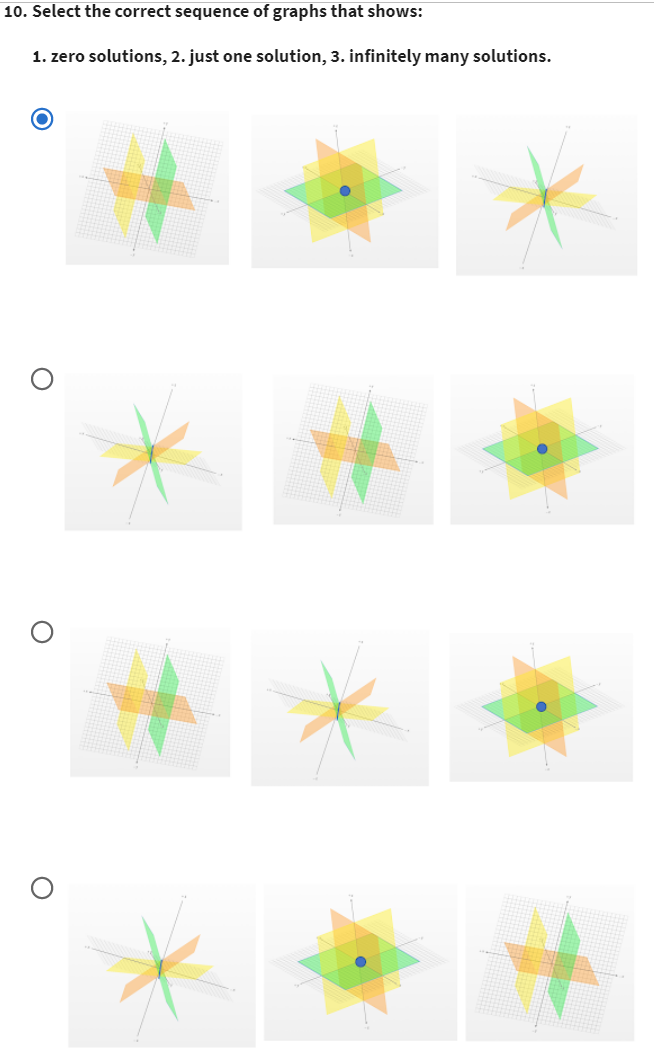 10. Select the correct sequence of graphs that shows:
1. zero solutions, 2. just one solution, 3. infinitely many solutions.